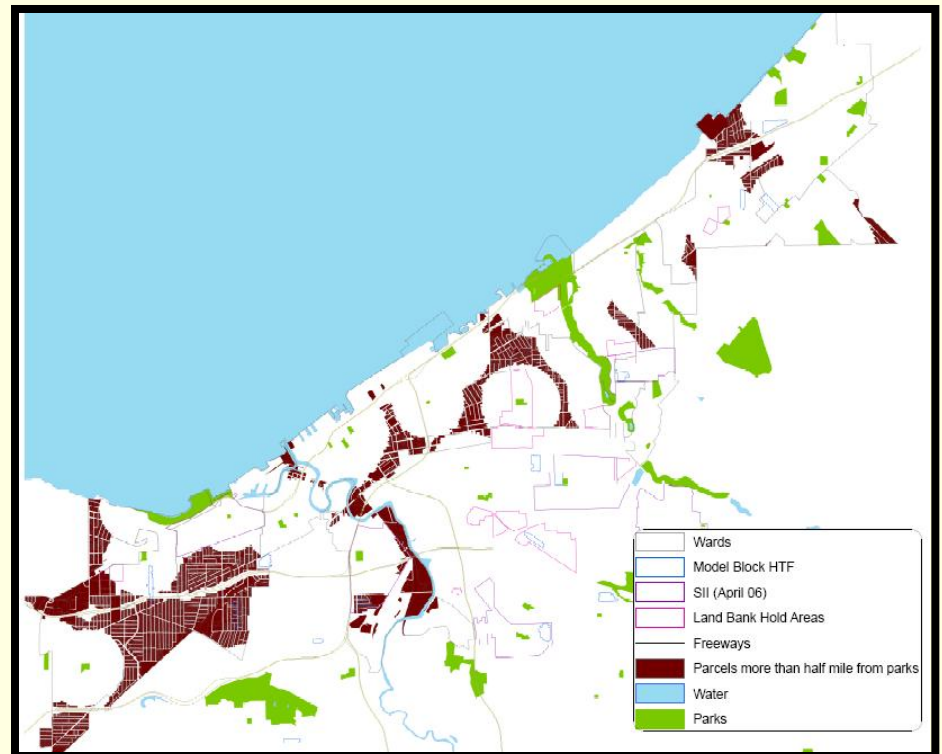 Wards
Model Block HTF
SII (April 06)
Land Bank Hold Areas
Freeways
Parcels more than half mile from parks
Water
Parks